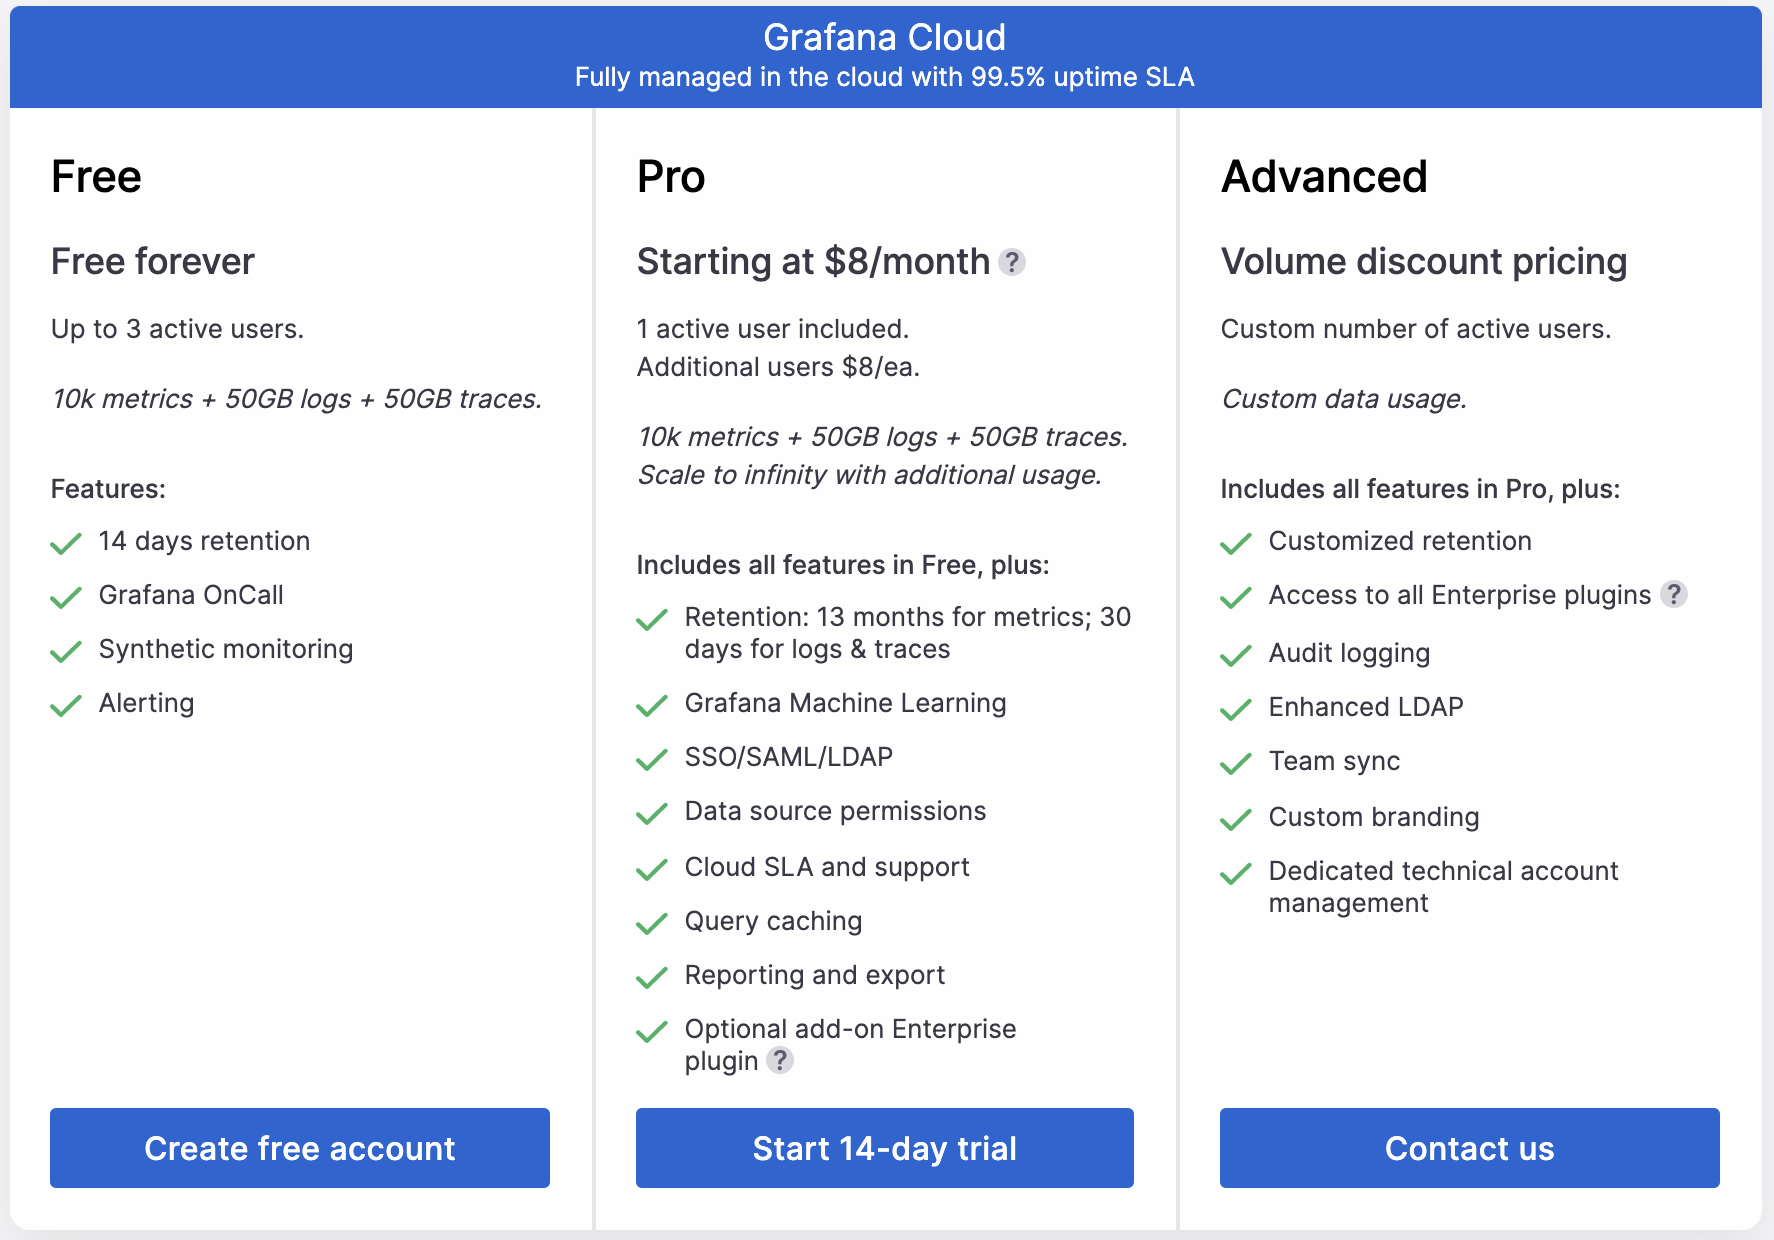 Grafana Cloud
Fully managed in the cloud with 99.5% uptime SLA
Free
Free forever
Up to 3 active users.
10k metrics + 50GB logs + 50GB traces.
Features:
14 days retention
Grafana OnCall
Synthetic monitoring
Alerting
Create free account
Pro
Starting at $8/month ?
1 active user included.
Additional users $8/ea.
10k metrics + 50GB logs + 50GB traces.
Scale to infinity with additional usage.
Includes all features in Free, plus:
Retention: 13 months for metrics; 30
days for logs & traces
Grafana Machine Learning
SSO/SAML/LDAP
Data source permissions
Cloud SLA and support
Query caching
Reporting and export
Optional add-on Enterprise
plugin ?
Start 14-day trial
Advanced
Volume discount pricing
Custom number of active users.
Custom data usage.
Includes all features in Pro, plus:
Customized retention
Access to all Enterprise plugins ?
Audit logging
Enhanced LDAP
Team sync
Custom branding
Dedicated technical account
management
Contact us